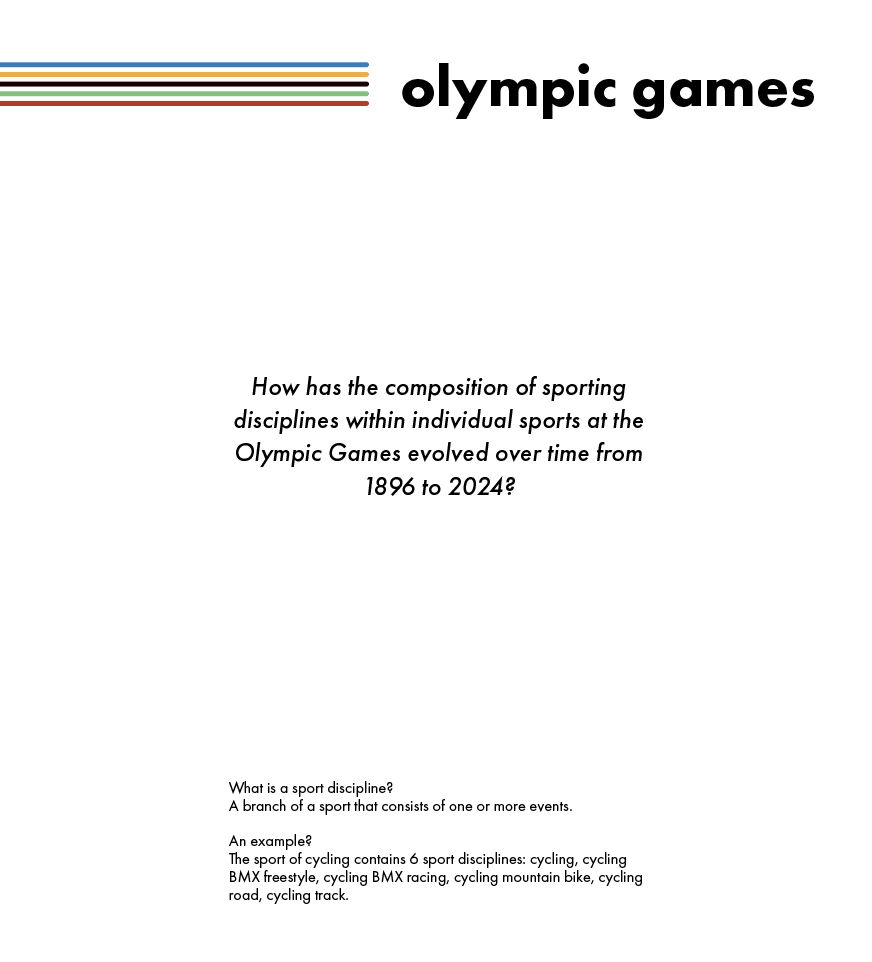 olympic games
How has the composition of sporting
disciplines within individual sports at the
Olympic Games evolved over time from
1896 to 2024?
What is a sport discipline?
A branch of a sport that consists of one or more events.
An example?
The sport of cycling contains 6 sport disciplines: cycling, cycling
BMX freestyle, cycling BMX racing, cycling mountain bike, cycling
road, cycling track.